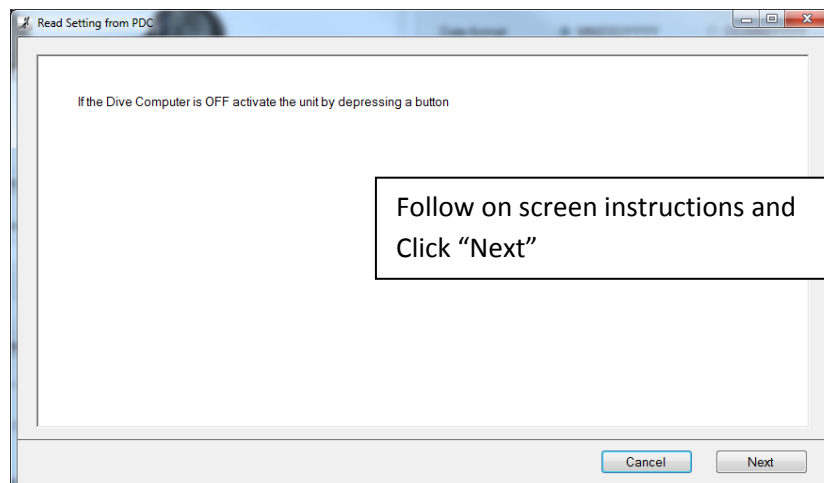 Read Setting from PDC
If the Dive Computer is OFF activate the unit by depressing a button
Follow on screen instructions and
Click “Next”
Cancel Next